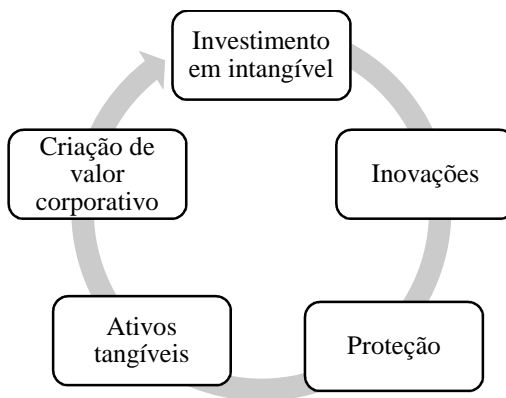 Investimento
em intangível
Inovações
Proteção
Ativos
tangíveis
Criação de
valor
corporativo